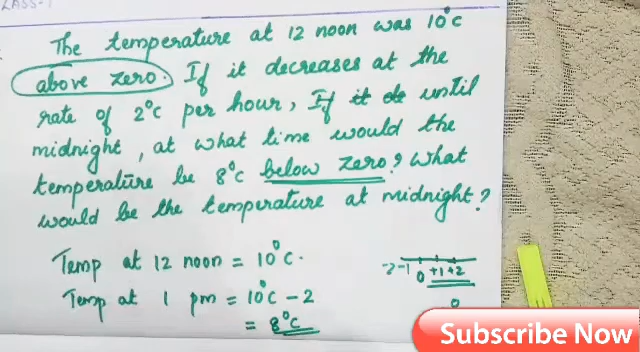 LASS-1
The temperature at 12 noon was 10°C
above zero. If it decreases at the
rate of 2°C per hour, If it de until
midnight, at what time would the
temperature be 8°C below zero? what
would be the temperature at midnight?
Temp at 12 noon = 10°C.
Temp at 1 pm = 10°C - 2
= 8°C
-2 -1 0 +1 +2
0
Subscribe Now